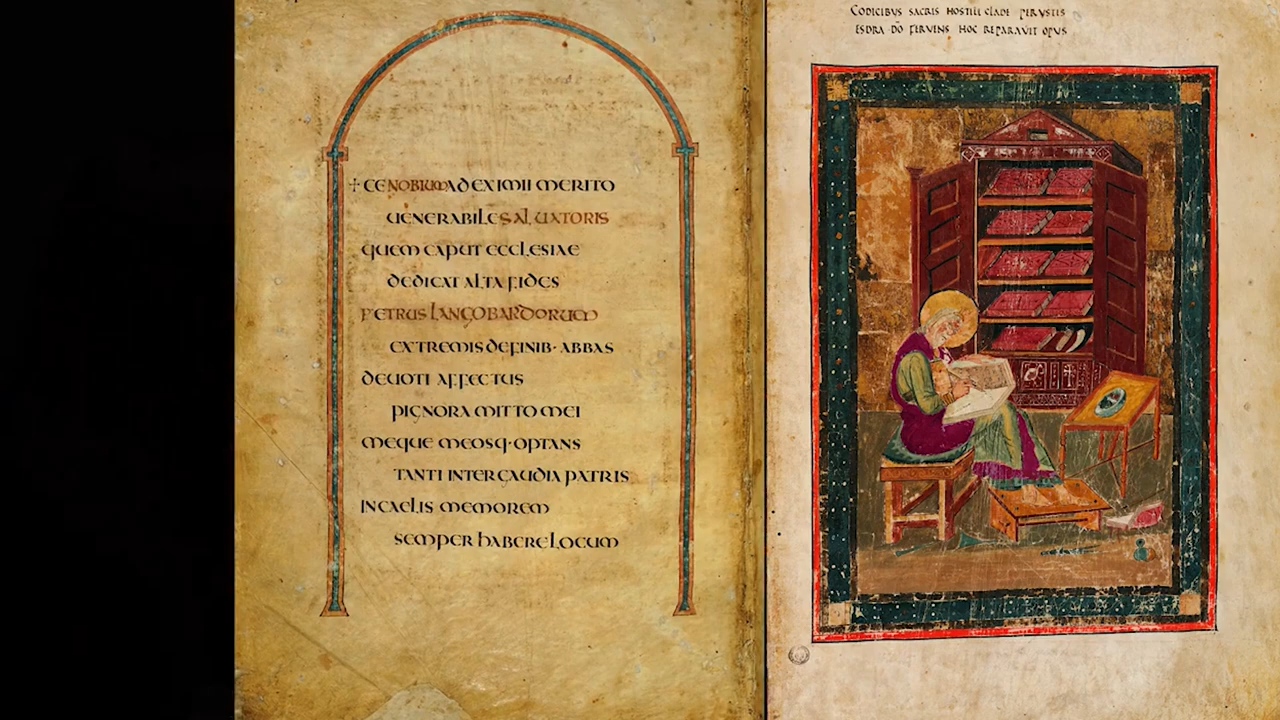 + CENOBIUM AD EXIMII MERITO
UENERABILE SALUATORIS
QUEM CAPUT ECCLESIAE
DEDICAT ALTA FIDES
PETRUS LANGOBARDORUM
EXTREMIS DE FINIB· ABBAS
DEUOTI AFFECTUS
PIGNORA MITTO MEI
MEQUE MEOSQ· OPTANS
TANTI INTER GAUDIA PATRIS
IN CAELIS MEMOREM
SEMPER HABERE LOCUM
CODICIBUS SACRIS HOSTILI CLADE PERUSTIS
ESDRA DŌ FERVENS HOC REPARAVIT OPUS